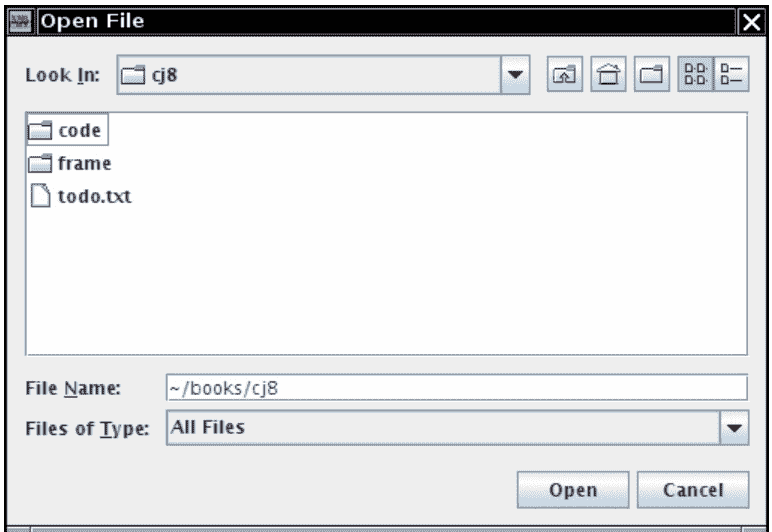 Open File
Look In: cj8
code
frame
todo.txt
File Name: ~/books/cj8
Files of Type: All Files
Open Cancel